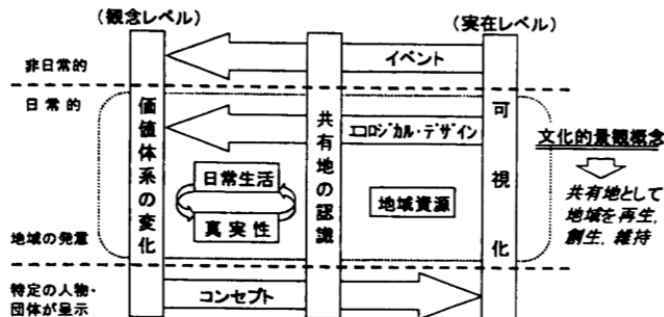 （観念レベル）
（実在レベル）
イベント
非日常的
日常的
価値体系の変化
共有地の認識
可視化
エコロジカル・デザイン
文化的景観概念
日常生活
真実性
地域資源
共有地として
地域を再生、
創生、維持
地域の発意
特定の人物・
団体が呈示
コンセプト